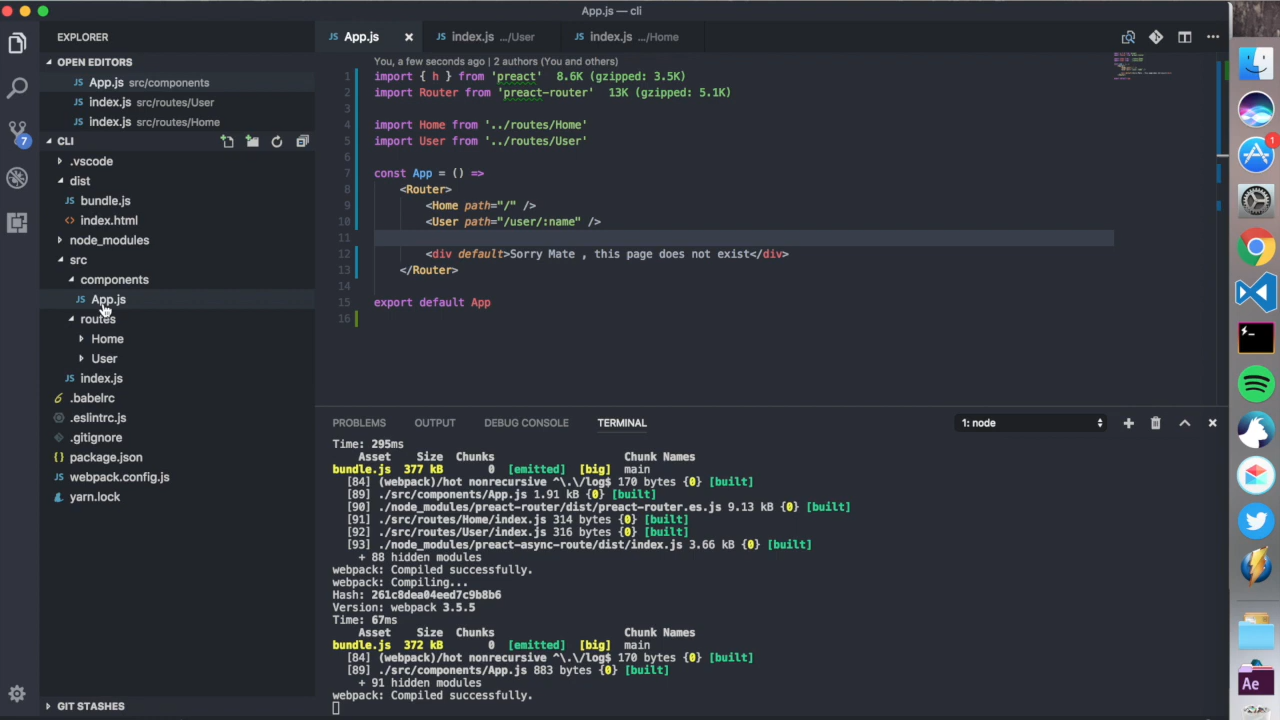 App.js — cli
EXPLORER
OPEN EDITORS
JS App.js src/components
JS index.js src/routes/User
JS index.js src/routes/Home
CLI
.vscode
dist
JS bundle.js
<> index.html
node_modules
src
components
JS App.js
routes
Home
User
JS index.js
.babelrc
.eslintrc.js
.gitignore
{} package.json
webpack.config.js
yarn.lock
GIT STASHES
7
JS App.js ×
JS index.js .../User
JS index.js .../Home
You, a few seconds ago | 2 authors (You and others)
1 import { h } from 'preact' 8.6K (gzipped: 3.5K)
2 import Router from 'preact-router' 13K (gzipped: 5.1K)
3
4 import Home from '../routes/Home'
5 import User from '../routes/User'
6
7 const App = () =>
8 <Router>
9 <Home path="/" />
10 <User path="/user/:name" />
11
12 <div default>Sorry Mate , this page does not exist</div>
13 </Router>
14
15 export default App
16
PROBLEMS OUTPUT DEBUG CONSOLE TERMINAL 1: node
Time: 295ms
Asset Size Chunks Chunk Names
bundle.js 377 kB 0 [emitted] [big] main
[84] (webpack)/hot nonrecursive ^\.\/log$ 170 bytes {0} [built]
[89] ./src/components/App.js 1.91 kB {0} [built]
[90] ./node_modules/preact-router/dist/preact-router.es.js 9.13 kB {0} [built]
[91] ./src/routes/Home/index.js 314 bytes {0} [built]
[92] ./src/routes/User/index.js 316 bytes {0} [built]
[93] ./node_modules/preact-async-route/dist/index.js 3.66 kB {0} [built]
+ 88 hidden modules
webpack: Compiled successfully.
webpack: Compiling...
Hash: 261c8dea04eed7c9b8b6
Version: webpack 3.5.5
Time: 67ms
Asset Size Chunks Chunk Names
bundle.js 372 kB 0 [emitted] [big] main
[84] (webpack)/hot nonrecursive ^\.\/log$ 170 bytes {0} [built]
[89] ./src/components/App.js 883 bytes {0} [built]
+ 91 hidden modules
webpack: Compiled successfully.
1
Ae